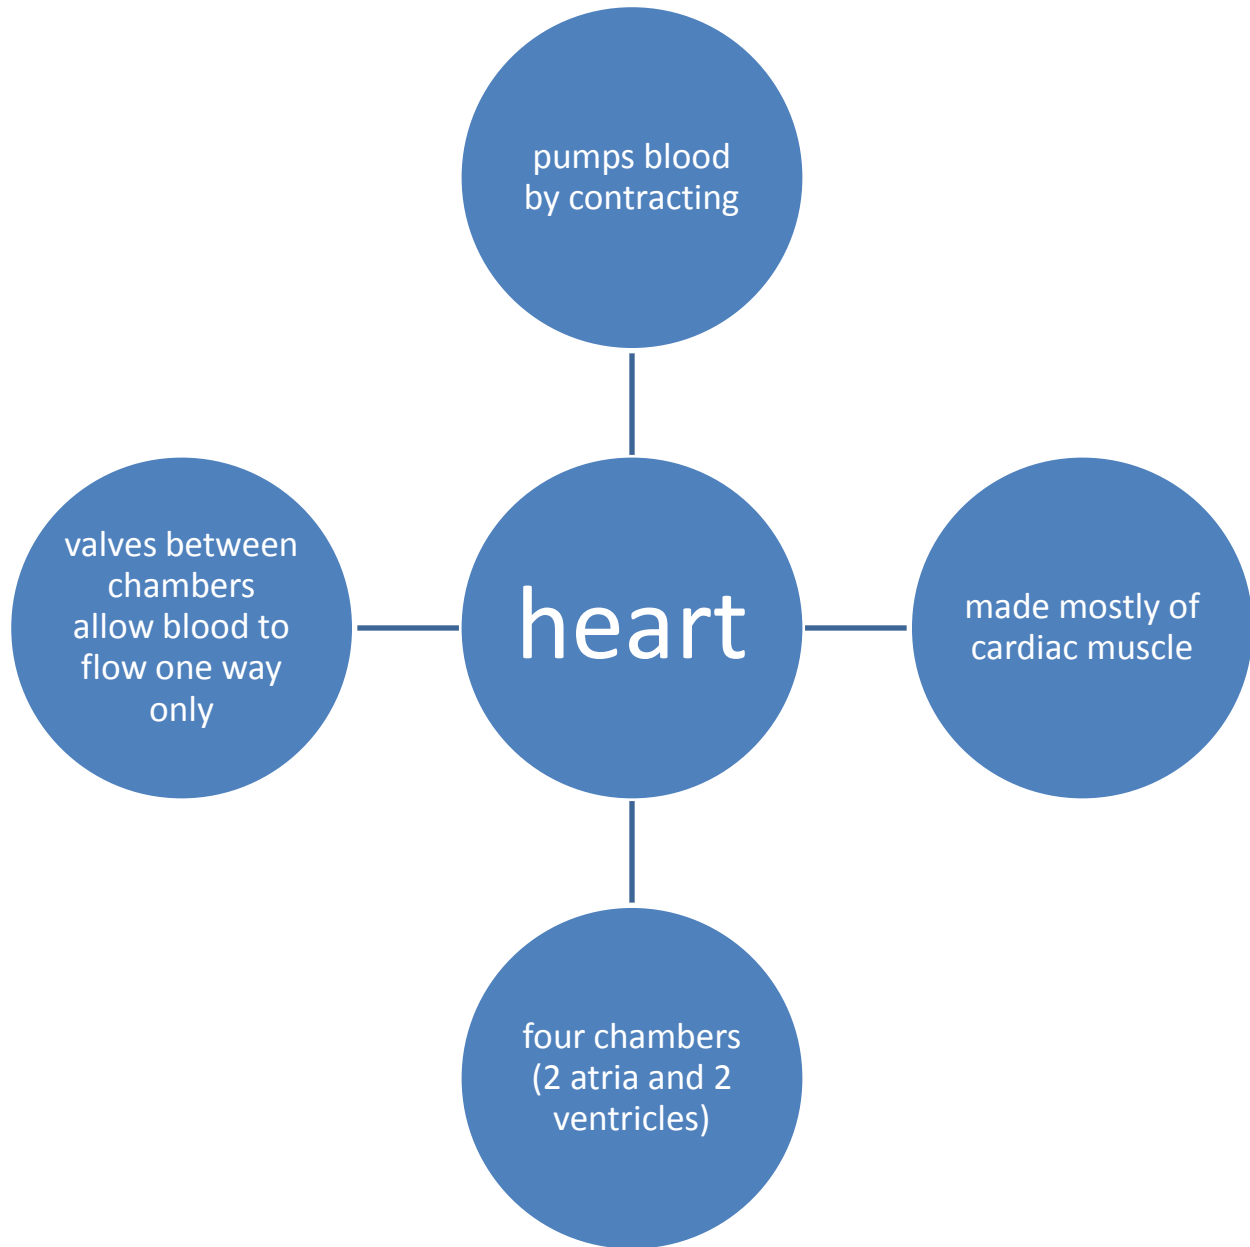 pumps blood
by contracting
valves between
chambers
allow blood to
flow one way
only
heart
made mostly of
cardiac muscle
four chambers
(2 atria and 2
ventricles)